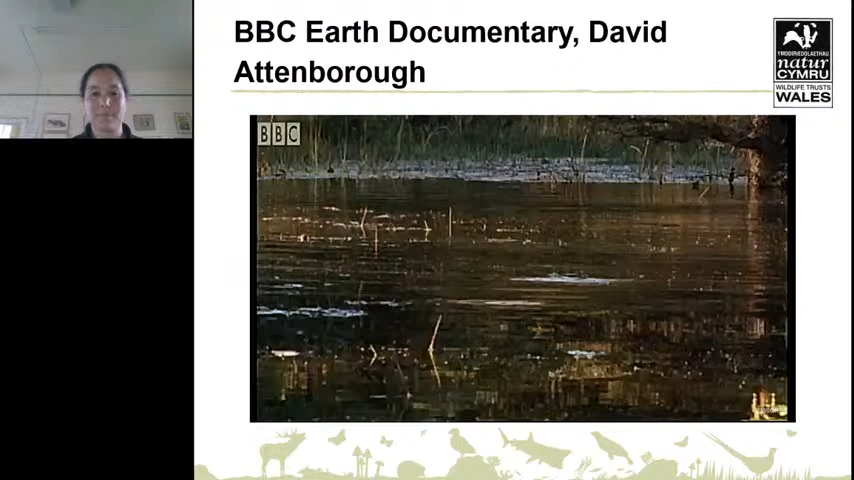 BBC Earth Documentary, David
Attenborough
YMDDIRIEDOLAETHAU
natur
CYMRU
WILDLIFE TRUSTS
WALES
BBC